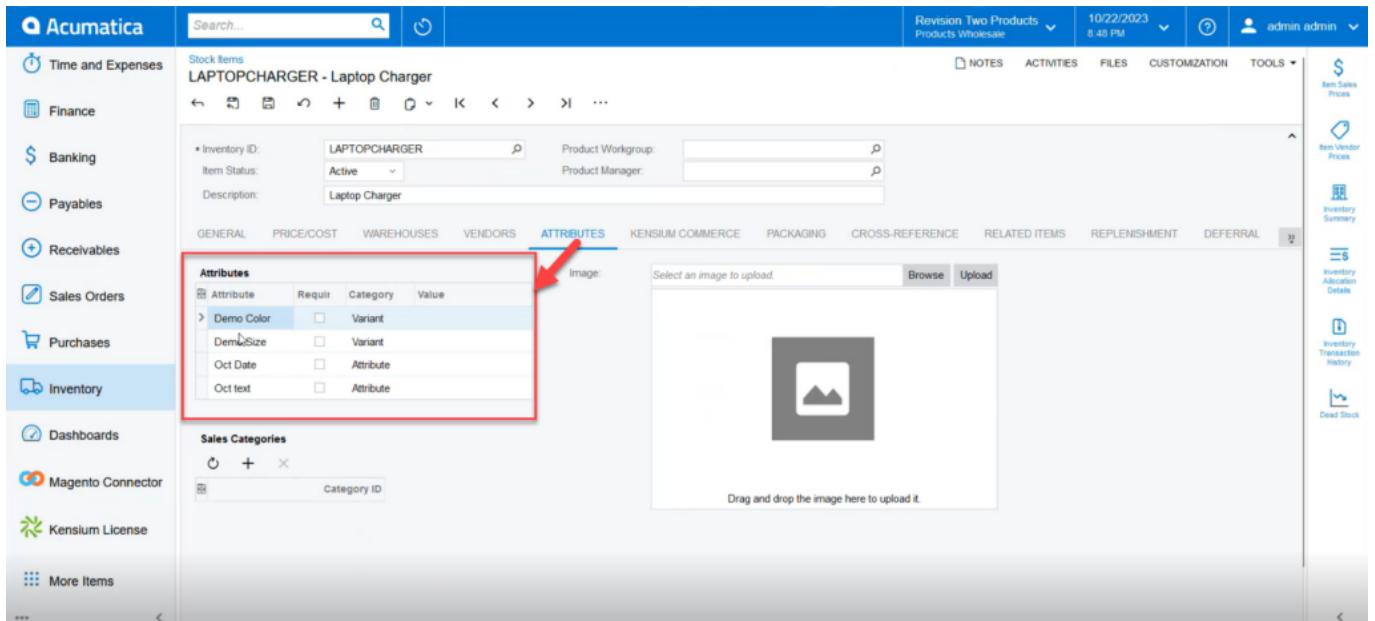 Acumatica
Search...
Revision Two Products
Products Wholesale
10/22/2023
8:48 PM
admin admin
Time and Expenses
Finance
Banking
Payables
Receivables
Sales Orders
Purchases
Inventory
Dashboards
Magento Connector
Kensium License
More Items
Stock Items
LAPTOPCHARGER - Laptop Charger
NOTES ACTIVITIES FILES CUSTOMIZATION TOOLS
Inventory ID: LAPTOPCHARGER Product Workgroup:
Item Status: Active Product Manager:
Description: Laptop Charger
GENERAL PRICE/COST WAREHOUSES VENDORS ATTRIBUTES KENSIUM COMMERCE PACKAGING CROSS-REFERENCE RELATED ITEMS REPLENISHMENT DEFERRAL
Attributes
Attribute Requir Category Value
Demo Color Variant
Demo Size Variant
Oct Date Attribute
Oct text Attribute
Image: Select an image to upload. Browse Upload
Drag and drop the image here to upload it.
Sales Categories
Category ID
Item Sales
Prices
Item Vendor
Prices
Inventory
Summary
Inventory
Allocation
Details
Inventory
Transaction
History
Dead Stock